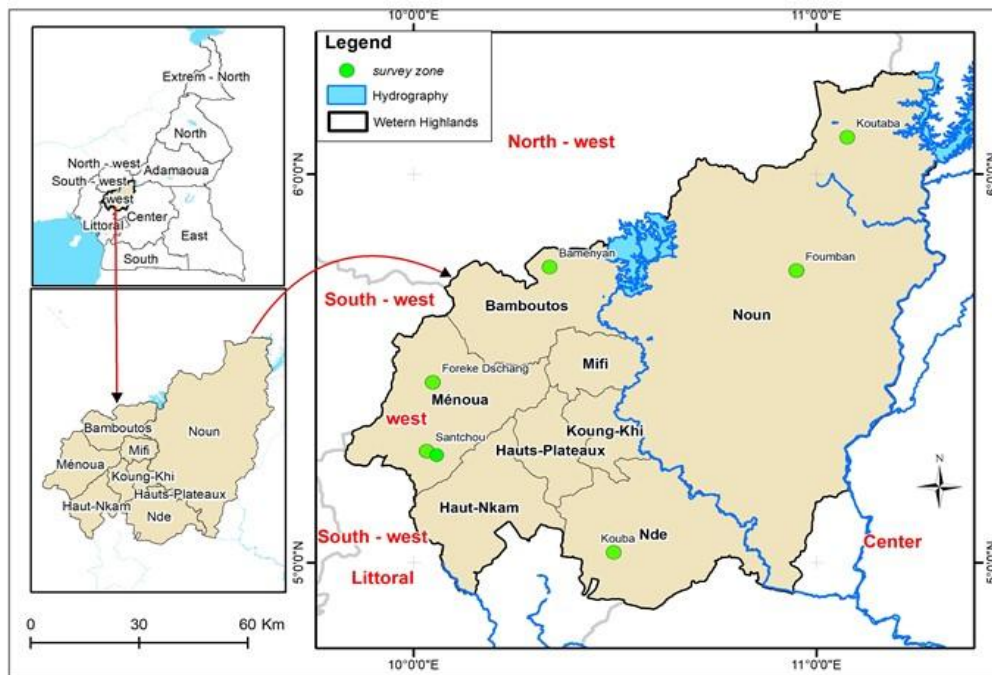 Extrem - North
North
North - west
Adamaoua
South - west
west
Center
Littoral
East
South
Bamboutos
Noun
Mifi
Ménoua
Koung-Khi
Hauts-Plateaux
Haut-Nkam
Nde
0 30 60 Km
10°0'0"E 11°0'0"E
Legend
survey zone
Hydrography
Wetern Highlands
Koutaba
North - west
6°0'0"N
6°0'0"N
Bamenyan
Foumban
South - west
Bamboutos
Noun
Mifi
Foreke Dschang
Ménoua
west
Koung-Khi
Santchou
Hauts-Plateaux
N
Haut-Nkam
South - west
Kouba
Nde
Center
Littoral
5°0'0"N
5°0'0"N
10°0'0"E 11°0'0"E